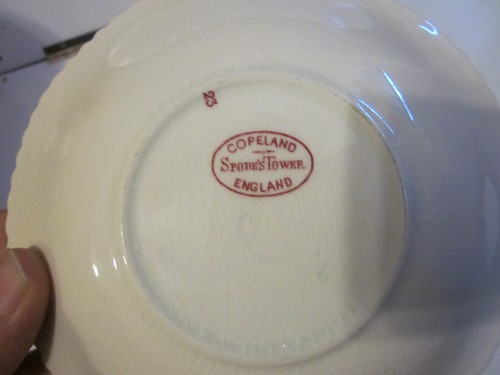 23
COPELAND
SPODE'S TOWER
ENGLAND